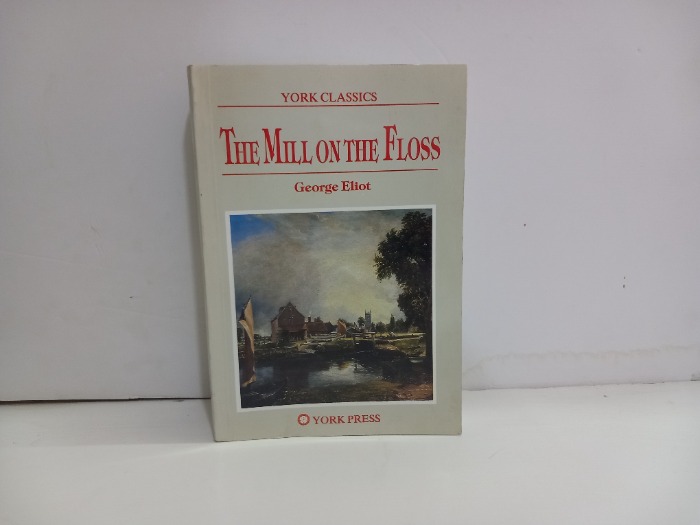 YORK CLASSICS
THE MILL ON THE FLOSS
George Eliot
YORK PRESS